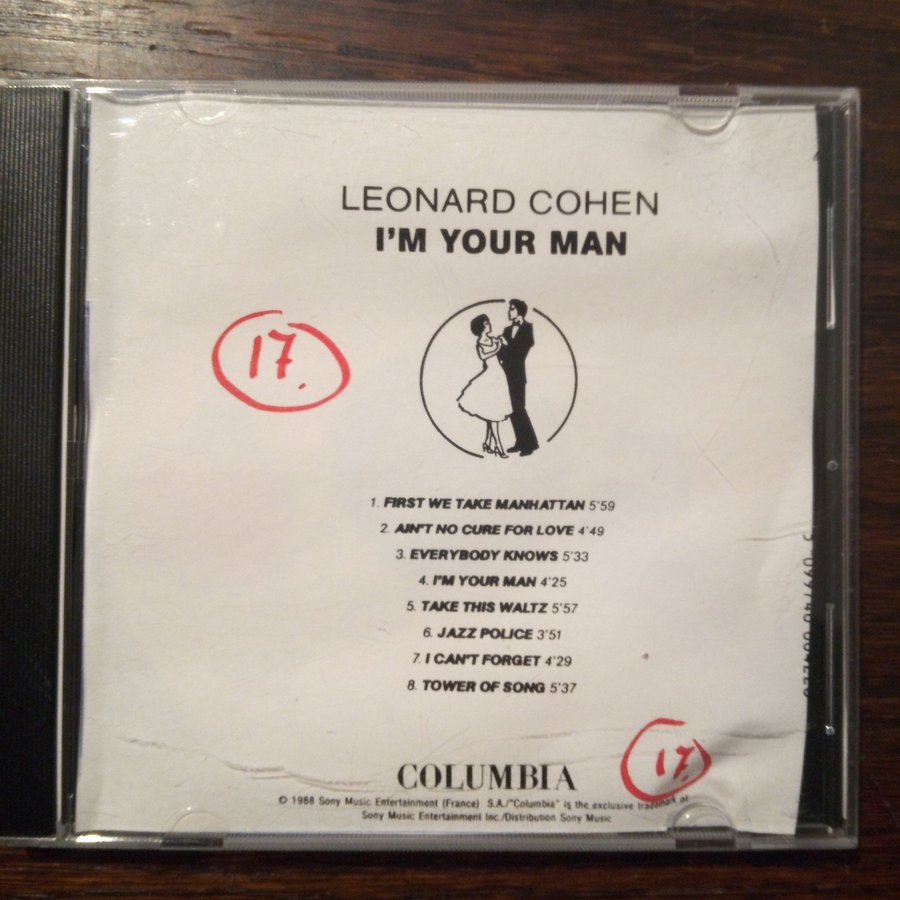 LEONARD COHEN
I'M YOUR MAN
17.
1. FIRST WE TAKE MANHATTAN 5'59
2. AIN'T NO CURE FOR LOVE 4'49
3. EVERYBODY KNOWS 5'33
4. I'M YOUR MAN 4'25
5. TAKE THIS WALTZ 5'57
6. JAZZ POLICE 3'51
7. I CAN'T FORGET 4'29
8. TOWER OF SONG 5'37
17.
COLUMBIA
© 1988 Sony Music Entertainment (France) S.A./"Columbia" is the exclusive trademark of
Sony Music Entertainment Inc./Distribution Sony Music